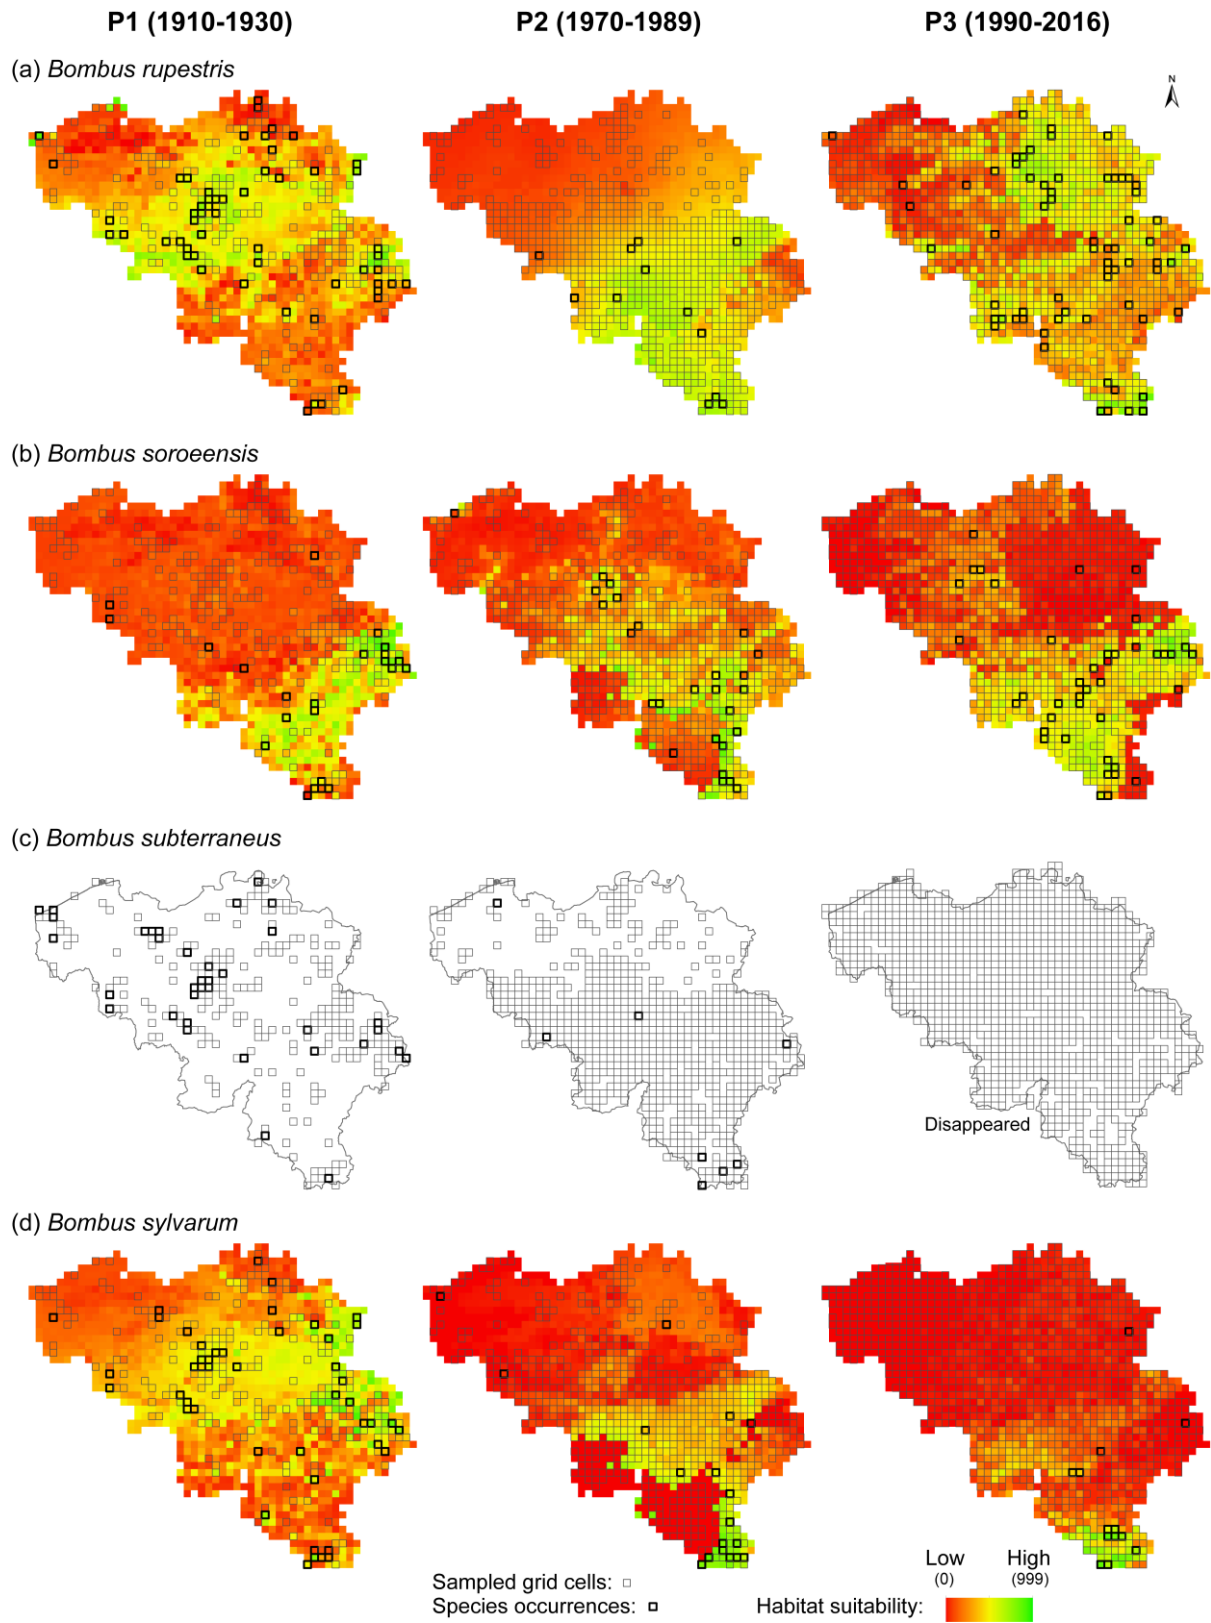 P1 (1910-1930) P2 (1970-1989) P3 (1990-2016)
(a) Bombus rupestris
N
(b) Bombus soroeensis
(c) Bombus subterraneus
Disappeared
(d) Bombus sylvarum
Low High
(0) (999)
Sampled grid cells:
Species occurrences:
Habitat suitability: